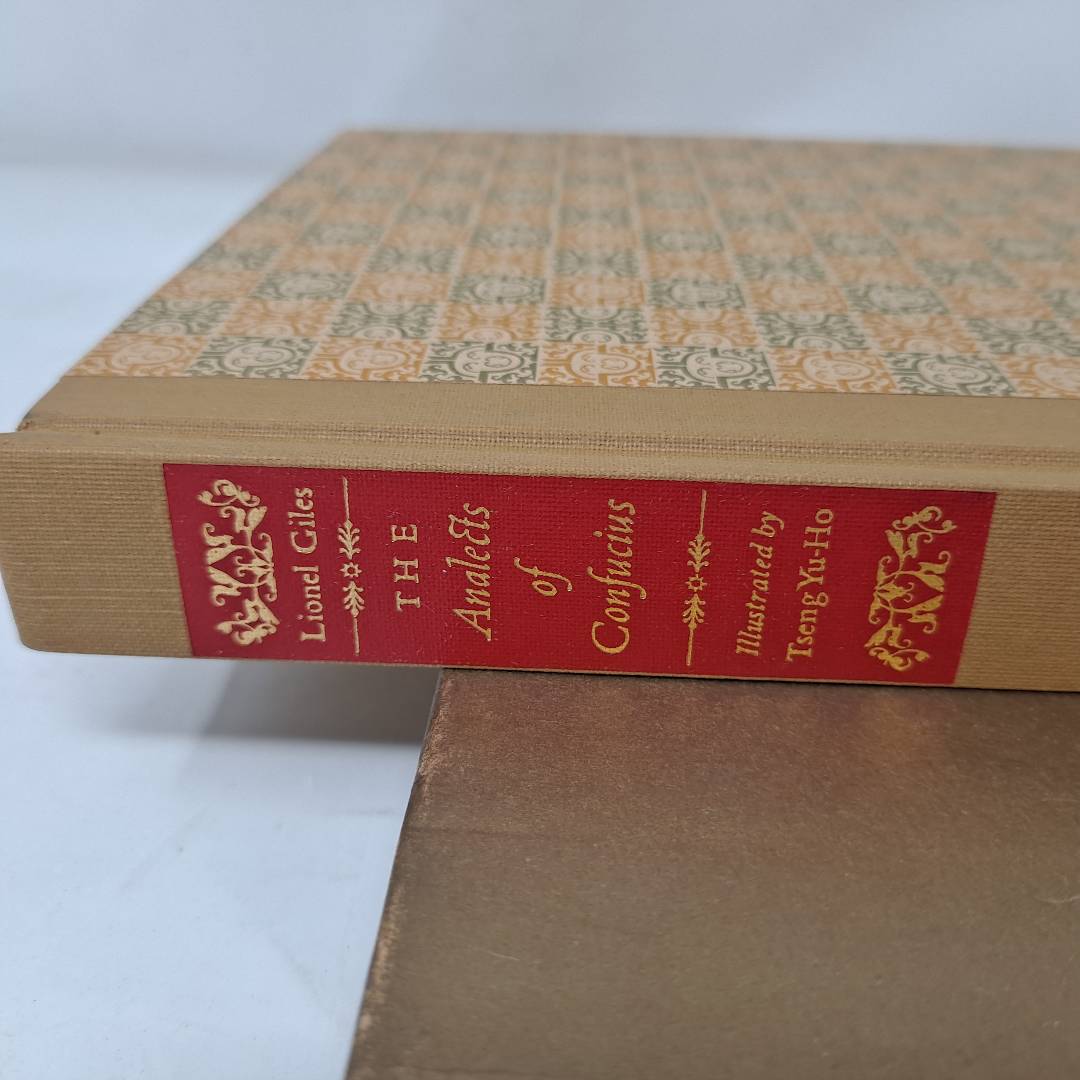 Lionel Giles
THE
Analects
of
Confucius
Illustrated by
Tseng Yu-Ho